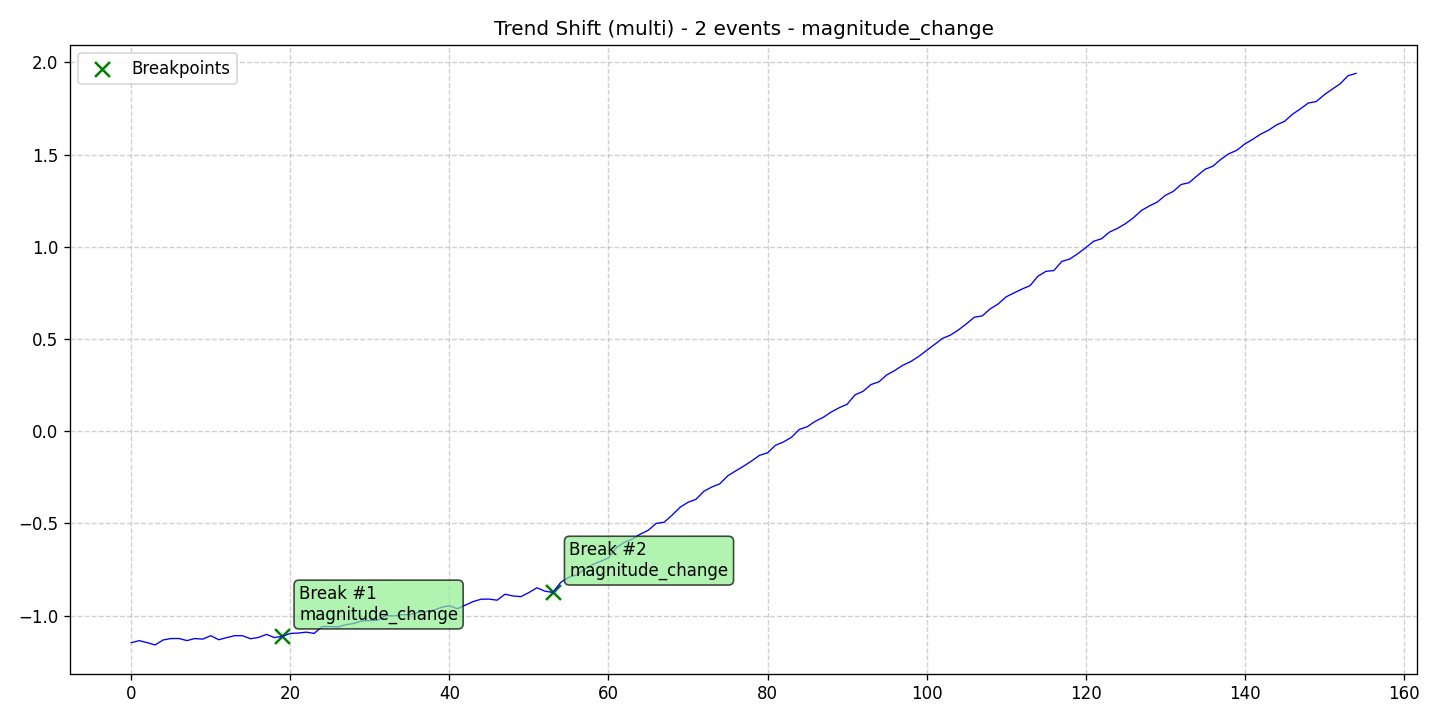 Trend Shift (multi) - 2 events - magnitude_change
Breakpoints
2.0
1.5
1.0
0.5
0.0
−0.5
−1.0
Break #2
magnitude_change
Break #1
magnitude_change
0
20
40
60
80
100
120
140
160